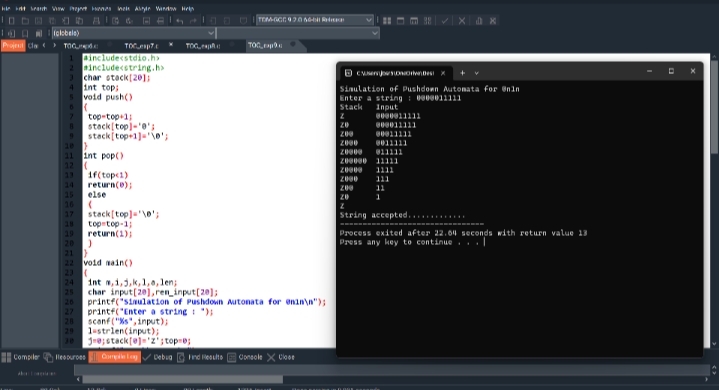 File Edit Search View Project Execute Tools AStyle Window Help
TDM-GCC 9.2.0 64-bit Release
(globals)
Project Cla TOC_exp6.c TOC_exp7.c TOC_exp8.c TOC_exp9.c
1 #include<stdio.h>
2 #include<string.h>
3 char stack[20];
4 int top;
5 void push()
6 {
7 top=top+1;
8 stack[top]='0';
9 stack[top+1]='\0';
10 }
11 int pop()
12 {
13 if(top<1)
14 return(0);
15 else
16 {
17 stack[top]='\0';
18 top=top-1;
19 return(1);
20 }
21 }
22 void main()
23 {
24 int m,i,j,k,l,a,len;
25 char input[20],rem_input[20];
26 printf("Simulation of Pushdown Automata for 0n1n\n");
27 printf("Enter a string : ");
28 scanf("%s",input);
29 l=strlen(input);
30 j=0;stack[0]='Z';top=0;
Simulation of Pushdown Automata for 0n1n
Enter a string : 0000011111
Stack Input
Z 0000011111
Z0 000011111
Z00 00011111
Z000 0011111
Z0000 011111
Z00000 11111
Z0000 1111
Z000 111
Z00 11
Z0 1
Z
String accepted.............
--------------------------------
Process exited after 22.64 seconds with return value 13
Press any key to continue . . .
Compiler Resources Compile Log Debug Find Results Console Close